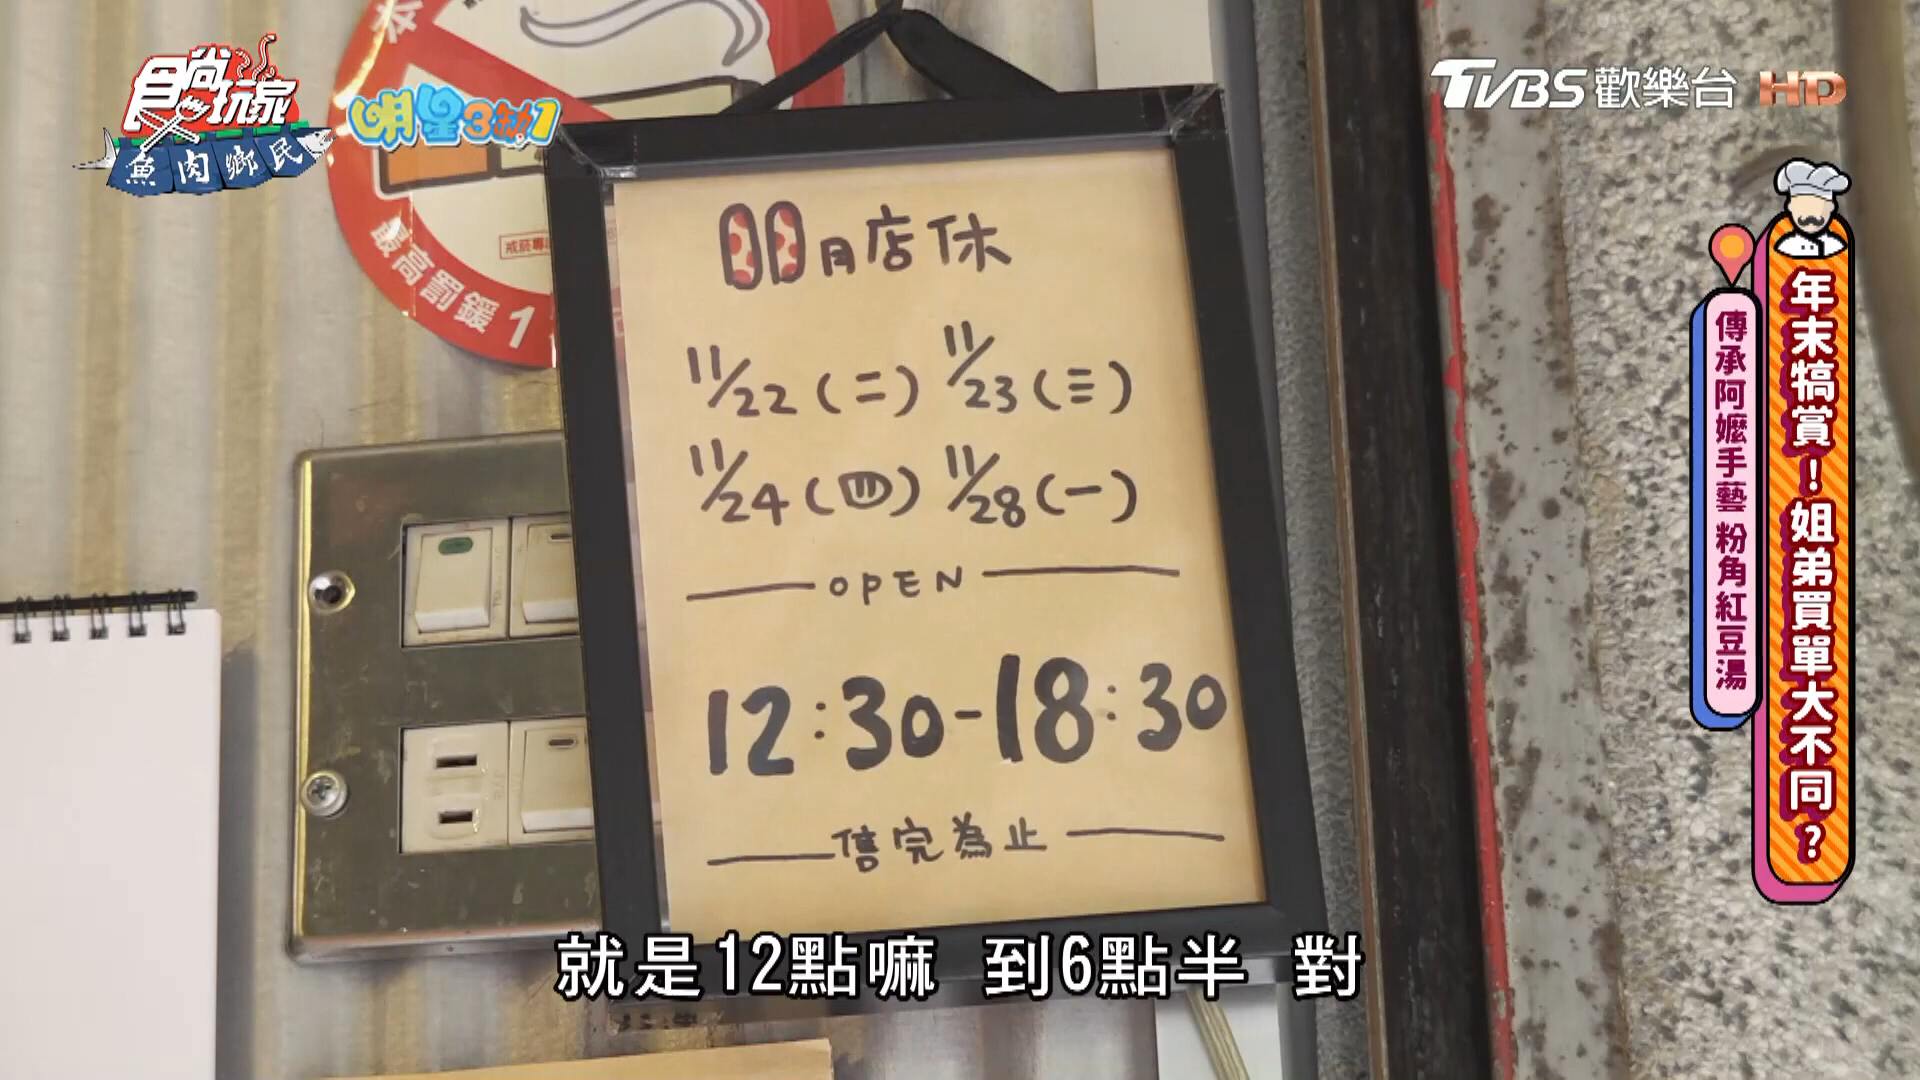 食尚玩家
魚肉鄉民
明星3缺1
TVBS歡樂台 HD
最高罰鍰1
11月店休
11/22(二) 11/23(三)
11/24(四) 11/28(一)
OPEN
12:30-18:30
售完為止
年末犒賞!姐弟買單大不同?
傳承阿嬤手藝 粉角紅豆湯
就是12點嘛 到6點半 對